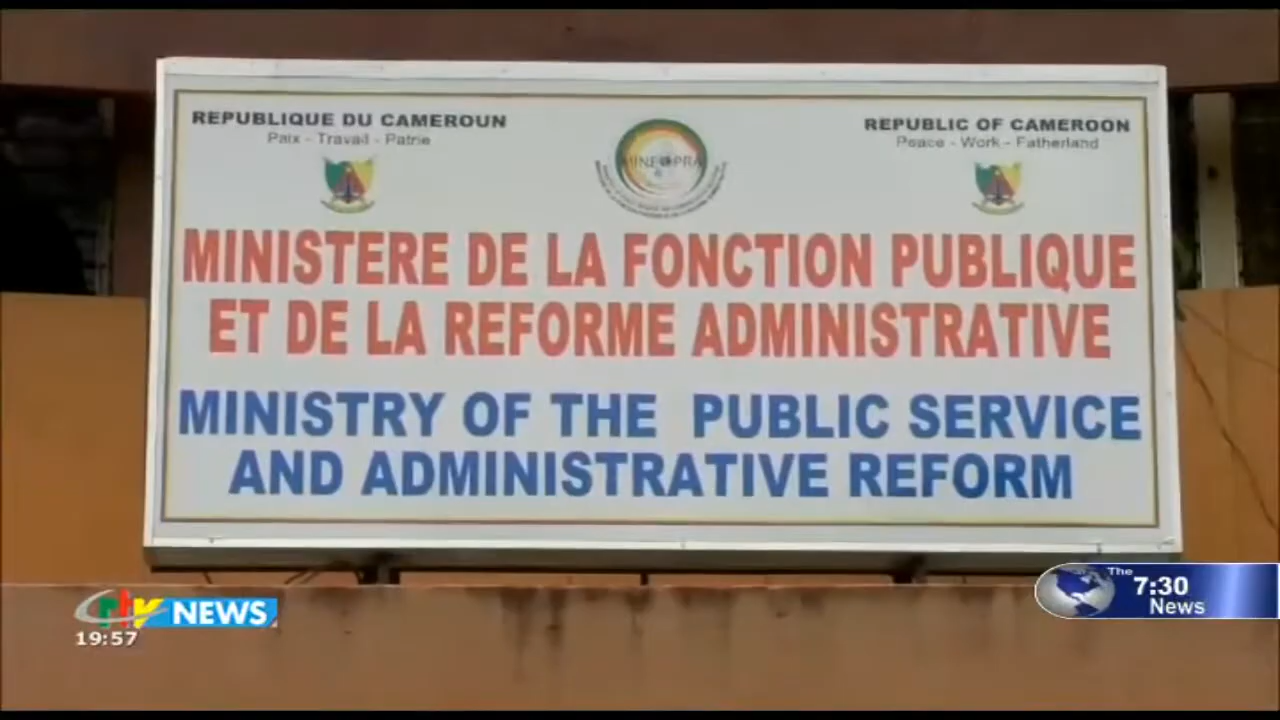 REPUBLIQUE DU CAMEROUN
Paix - Travail - Patrie
REPUBLIC OF CAMEROON
Peace - Work - Fatherland
MINISTERE DE LA FONCTION PUBLIQUE
ET DE LA REFORME ADMINISTRATIVE
MINISTRY OF THE PUBLIC SERVICE
AND ADMINISTRATIVE REFORM
crtv NEWS
19:57
The
7:30
News